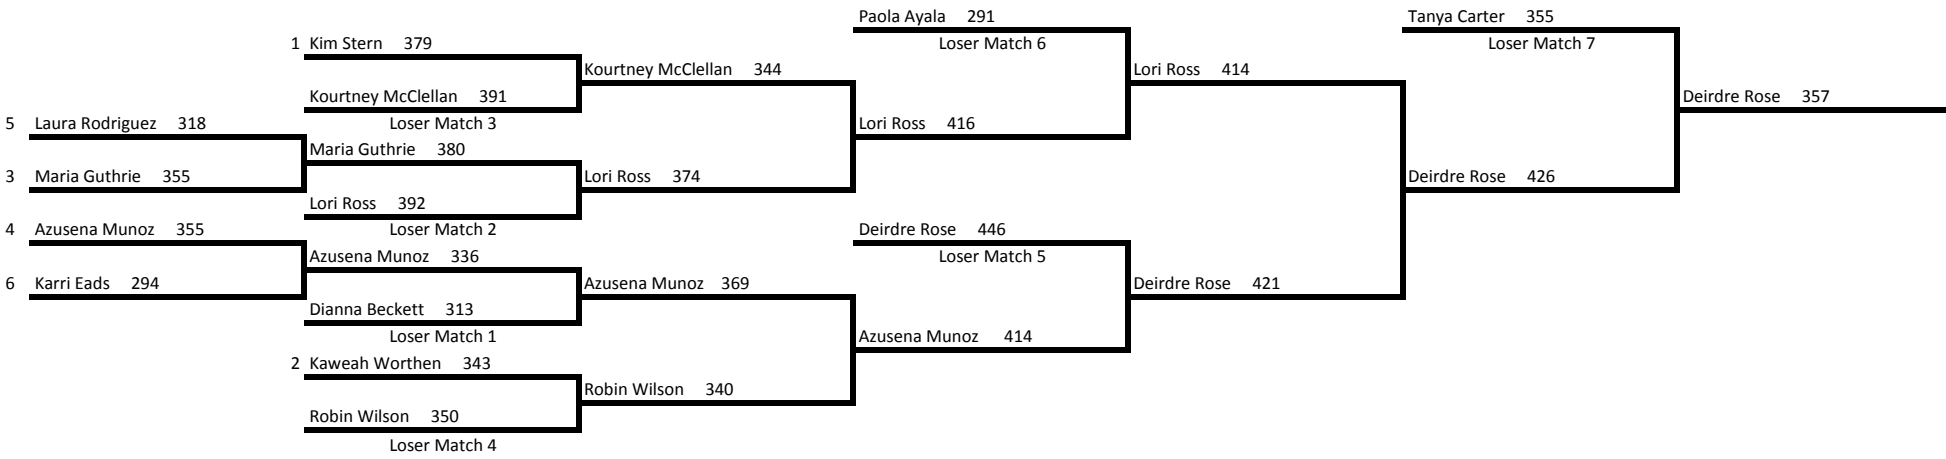 Paola Ayala 291
Tanya Carter 355
1 Kim Stern 379
Loser Match 6
Loser Match 7
Kourtney McClellan 344
Lori Ross 414
Kourtney McClellan 391
Deirdre Rose 357
5 Laura Rodriguez 318
Loser Match 3
Lori Ross 416
Maria Guthrie 380
3 Maria Guthrie 355
Lori Ross 374
Deirdre Rose 426
Lori Ross 392
4 Azusena Munoz 355
Loser Match 2
Deirdre Rose 446
Azusena Munoz 336
Loser Match 5
6 Karri Eads 294
Azusena Munoz 369
Deirdre Rose 421
Dianna Beckett 313
Loser Match 1
Azusena Munoz 414
2 Kaweah Worthen 343
Robin Wilson 340
Robin Wilson 350
Loser Match 4